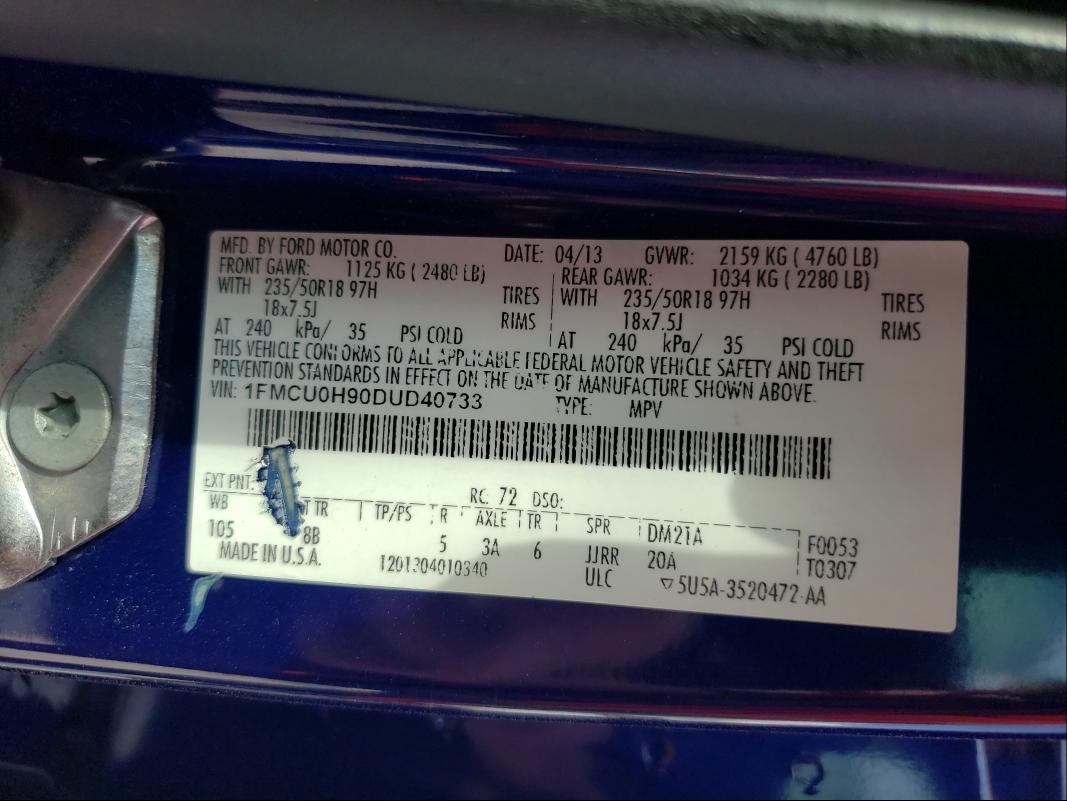 MFD. BY FORD MOTOR CO. DATE: 04/13 GVWR: 2159 KG ( 4760 LB)
FRONT GAWR: 1125 KG ( 2480 LB) REAR GAWR: 1034 KG ( 2280 LB)
WITH 235/50R18 97H TIRES WITH 235/50R18 97H TIRES
18x7.5J RIMS 18x7.5J RIMS
AT 240 kPa/ 35 PSI COLD AT 240 kPa/ 35 PSI COLD
THIS VEHICLE CONFORMS TO ALL APPLICABLE FEDERAL MOTOR VEHICLE SAFETY AND THEFT
PREVENTION STANDARDS IN EFFECT ON THE DATE OF MANUFACTURE SHOWN ABOVE.
VIN: 1FMCU0H90DUD40733 TYPE: MPV
EXT PNT: RC: 72 DSO:
WB T TR TP/PS R AXLE TR SPR DM21A F0053
105 8B 5 3A 6 JJRR 20A T0307
MADE IN U.S.A. 1201304010340 ULC ▽5U5A-3520472-AA